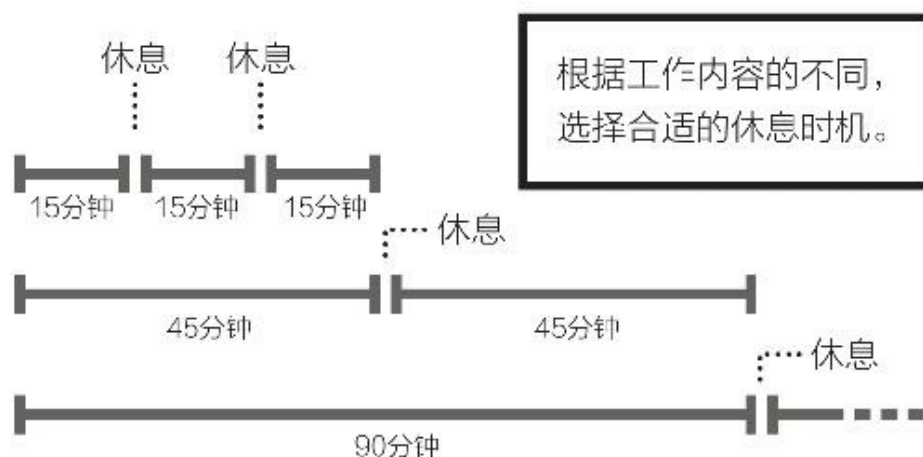 休息 休息
根据工作内容的不同，
选择合适的休息时机。
15分钟 15分钟 15分钟
休息
45分钟 45分钟
休息
90分钟